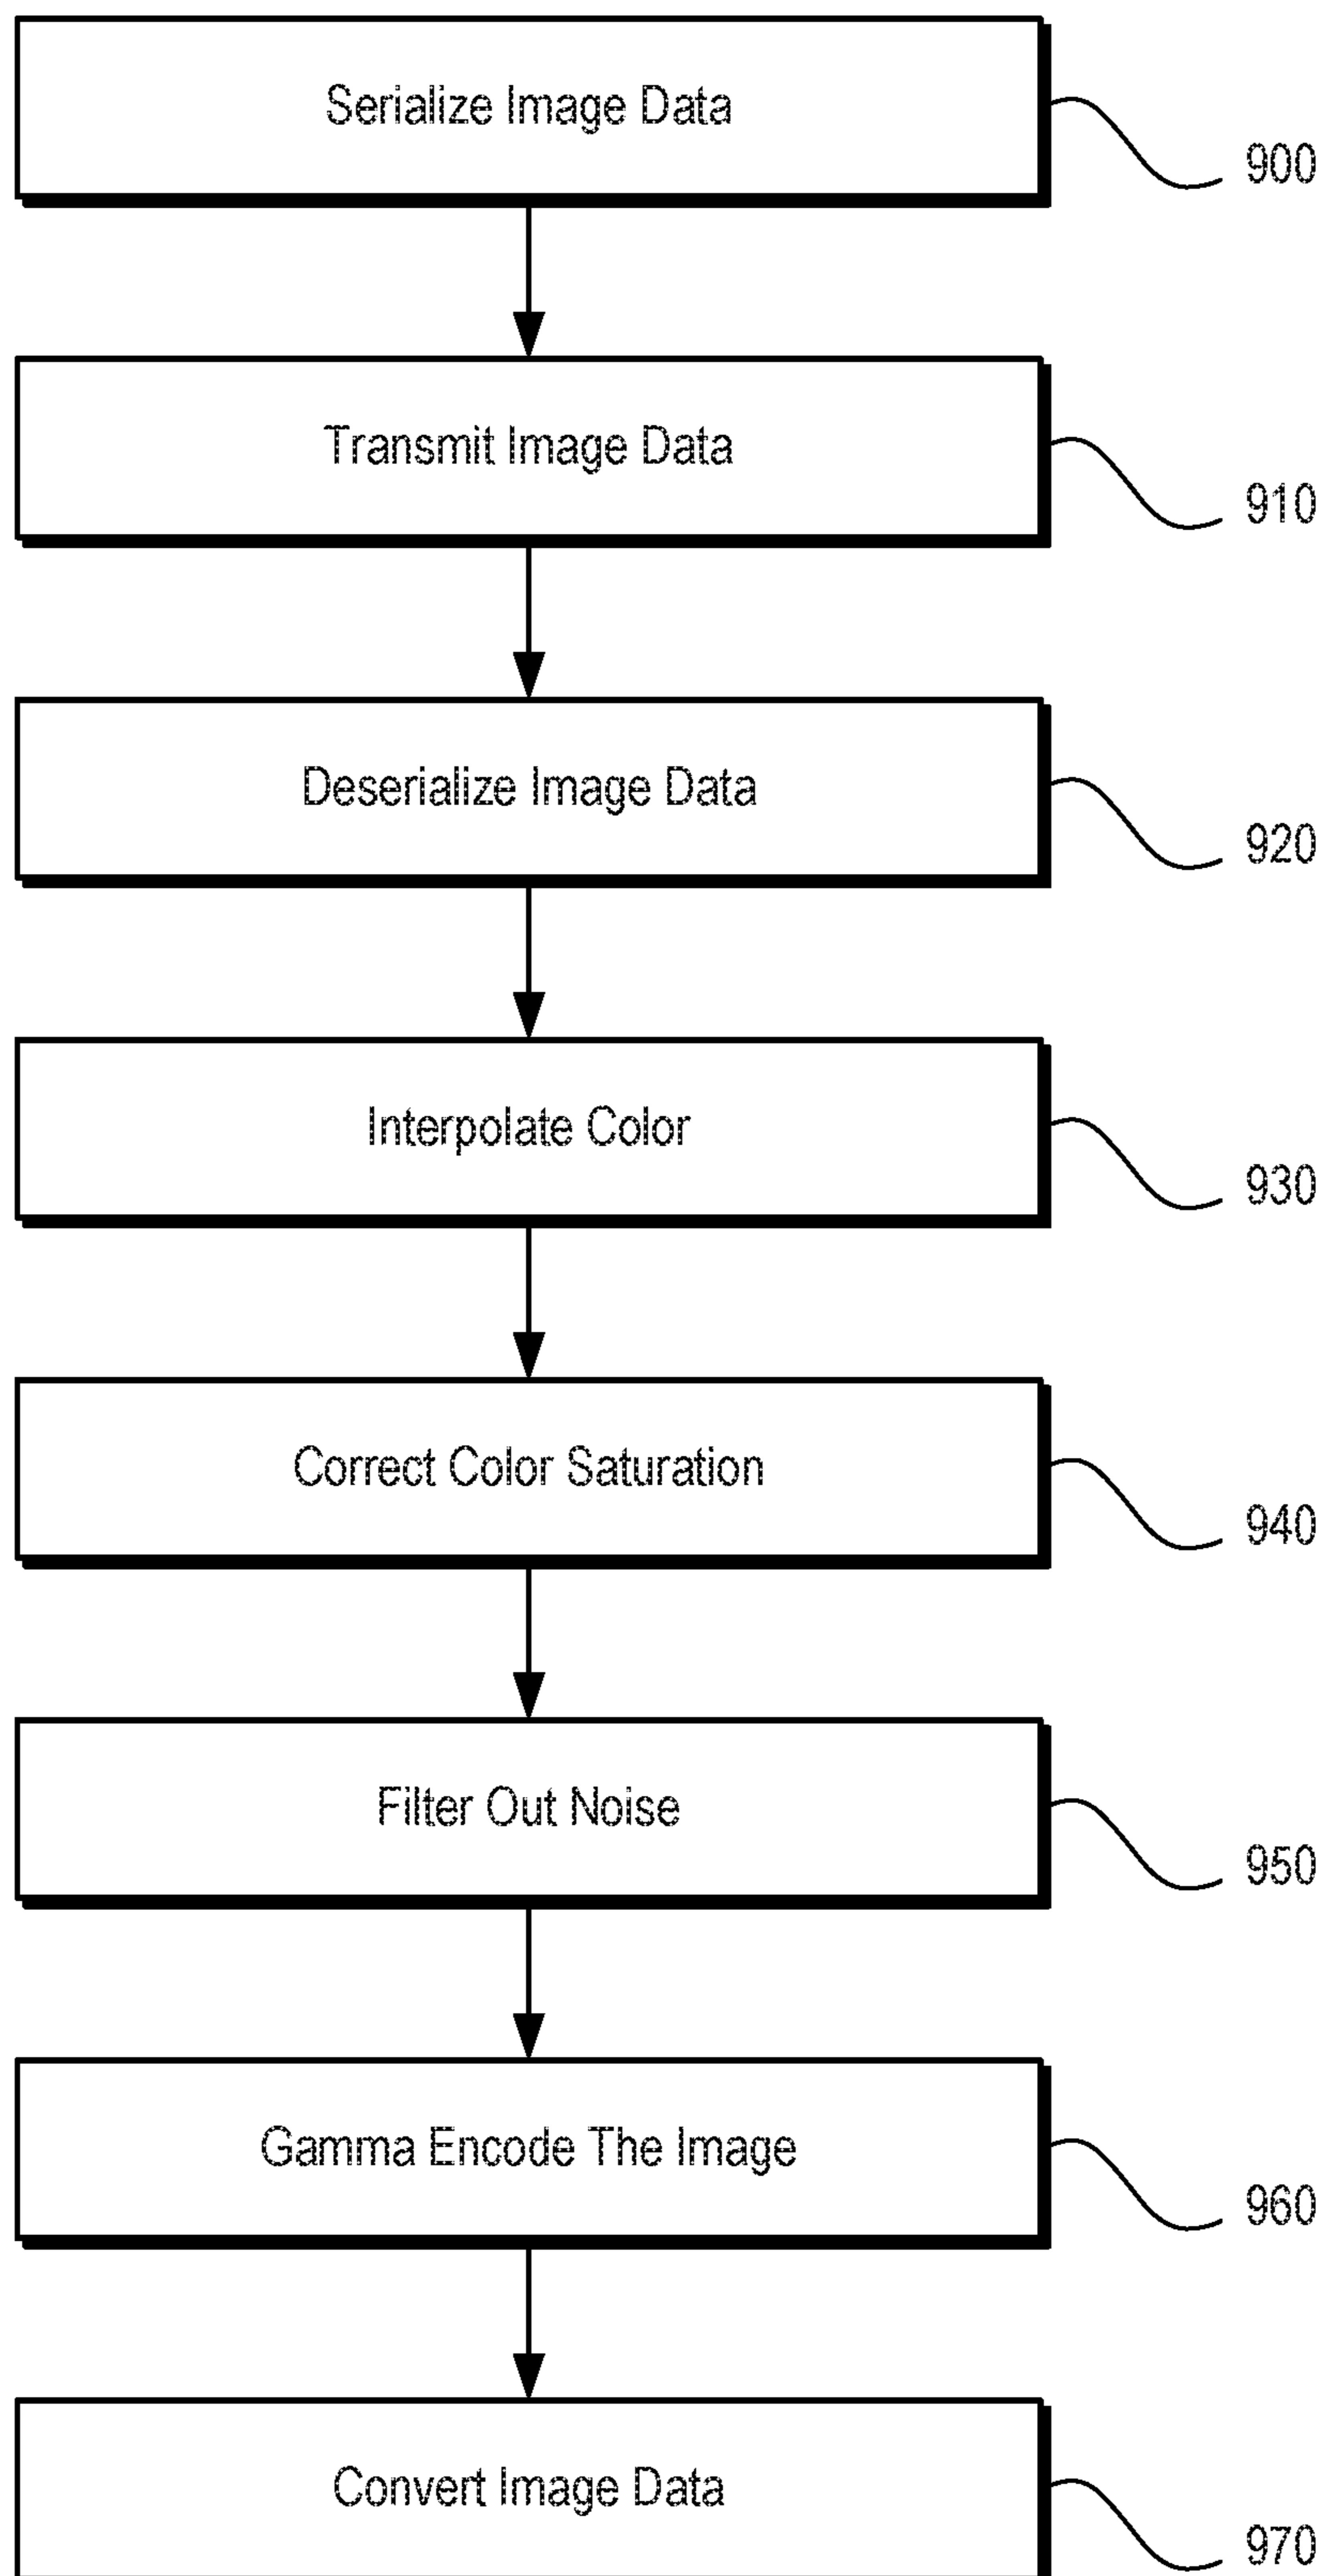 Serialize Image Data
900
Transmit Image Data
910
Deserialize Image Data
920
Interpolate Color
930
Correct Color Saturation
940
Filter Out Noise
950
Gamma Encode The Image
960
Convert Image Data
970